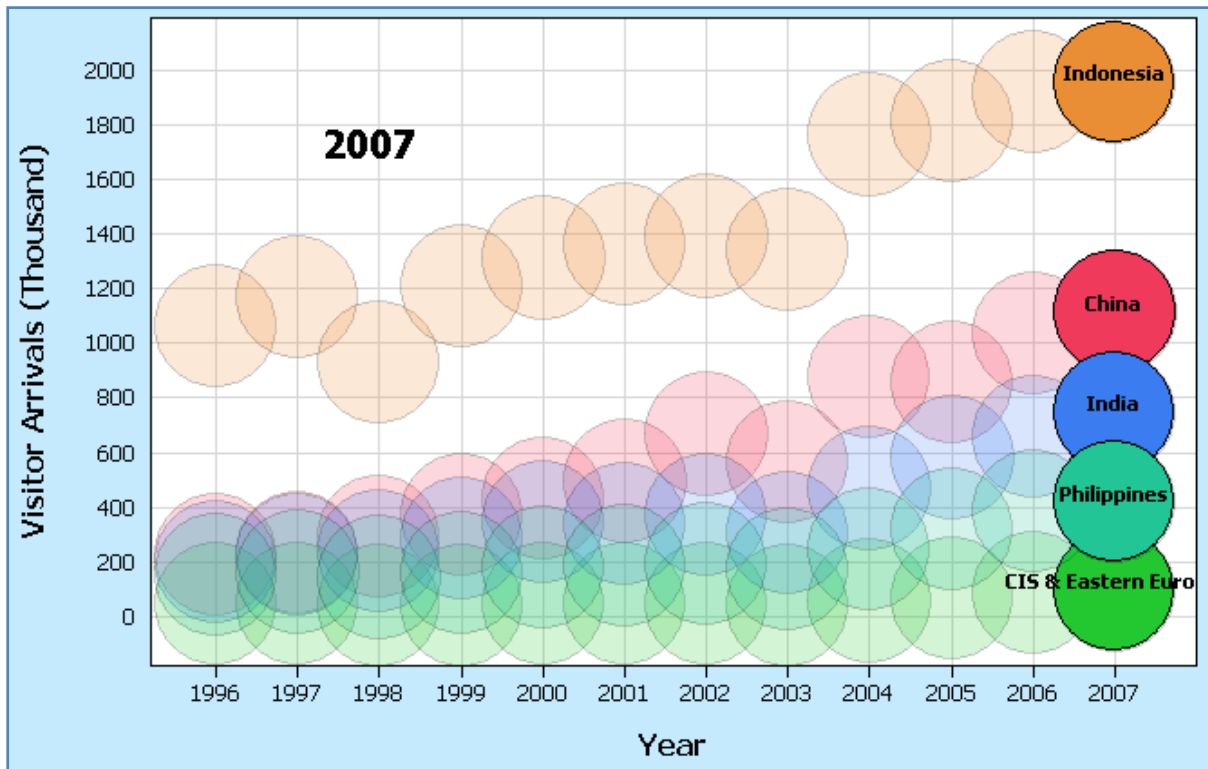 2007
Visitor Arrivals (Thousand)
2000
1800
1600
1400
1200
1000
800
600
400
200
0
Indonesia
China
India
Philippines
CIS & Eastern Euro
1996 1997 1998 1999 2000 2001 2002 2003 2004 2005 2006 2007
Year